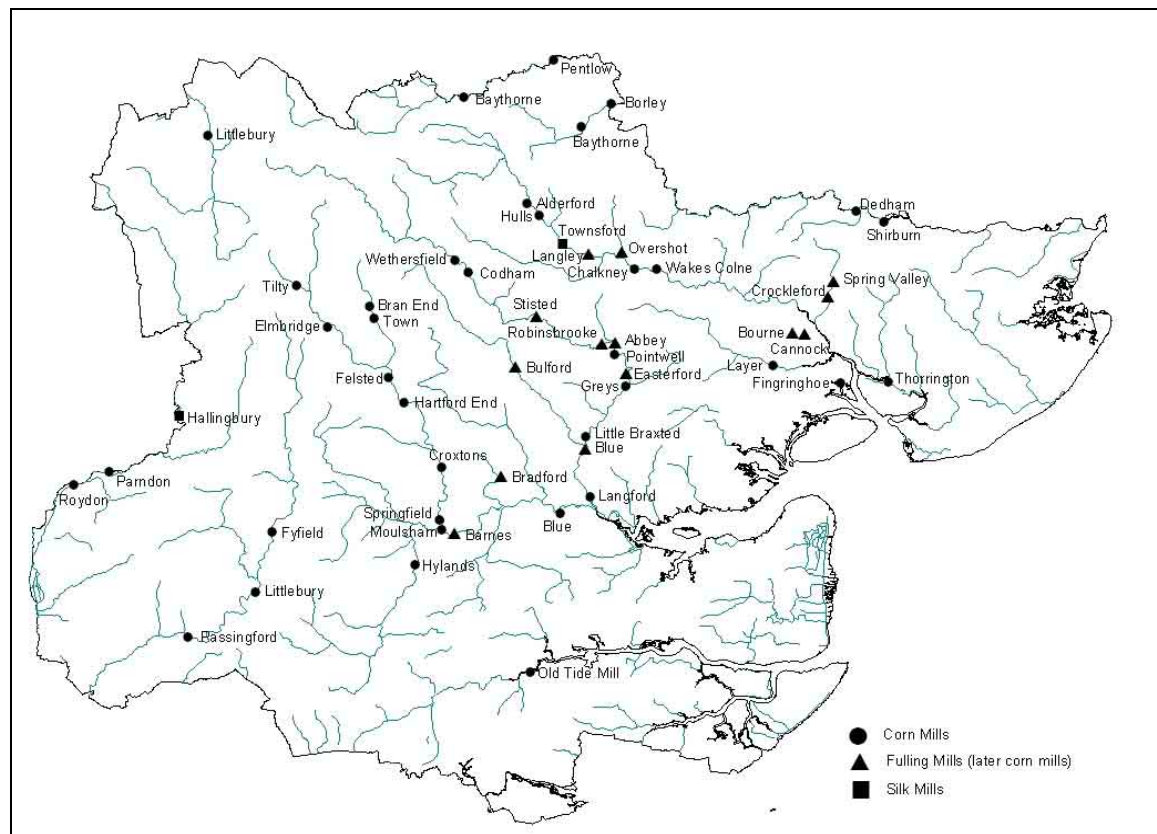 Pentlow
Baythorne
Borley
Littlebury
Baythorne
Alderford
Dedham
Hulls
Shirburn
Townsford
Overshot
Langley
Wethersfield
Chalkney
Wakes Colne
Codham
Spring Valley
Tilty
Crockleford
Bran End
Stisted
Town
Elmbridge
Robinsbrooke
Abbey
Bourne
Cannock
Pointwell
Bulford
Layer
Easterford
Felsted
Greys
Fingringhoe
Thorrington
Hartford End
Hallingbury
Little Braxted
Blue
Croxtons
Parndon
Bradford
Roydon
Langford
Springfield
Blue
Moulsham
Barnes
Fyfield
Hylands
Littlebury
Passingford
Old Tide Mill
Corn Mills
Fulling Mills (later corn mills)
Silk Mills